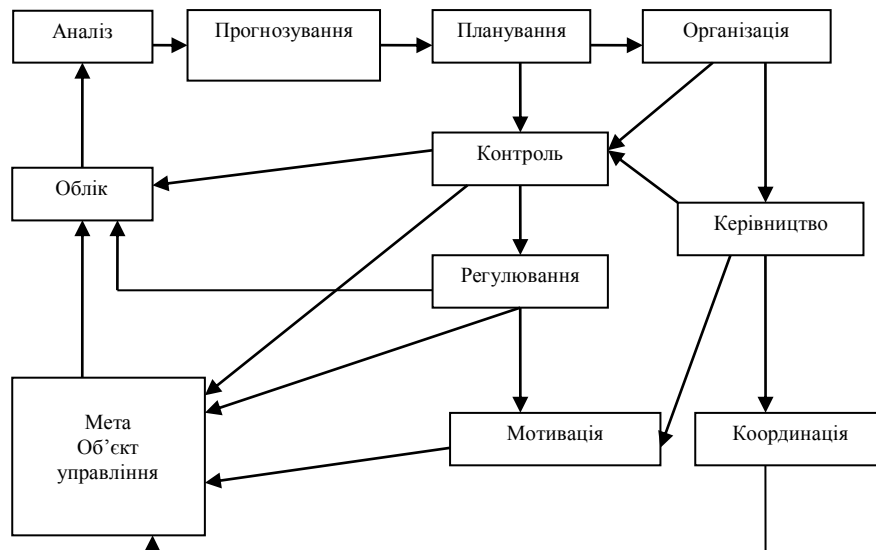 Аналіз
Прогнозування
Планування
Організація
Контроль
Облік
Керівництво
Регулювання
Мета
Об’єкт
управління
Мотивація
Координація